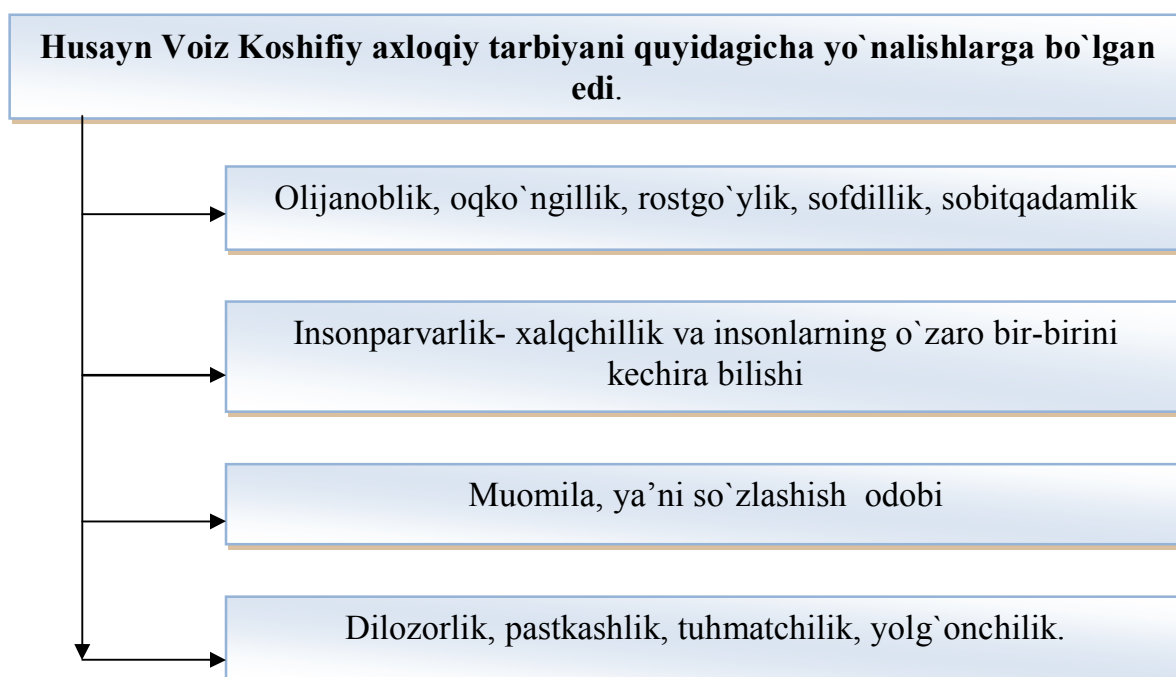 Husayn Voiz Koshifiy axloqiy tarbiyani quyidagicha yo`nalishlarga bo`lgan
edi.
Olijanoblik, oqko`ngillik, rostgo`ylik, sofdillik, sobitqadamlik
Insonparvarlik- xalqchillik va insonlarning o`zaro bir-birini
kechira bilishi
Muomila, ya’ni so`zlashish odobi
Dilozorlik, pastkashlik, tuhmatchilik, yolg`onchilik.